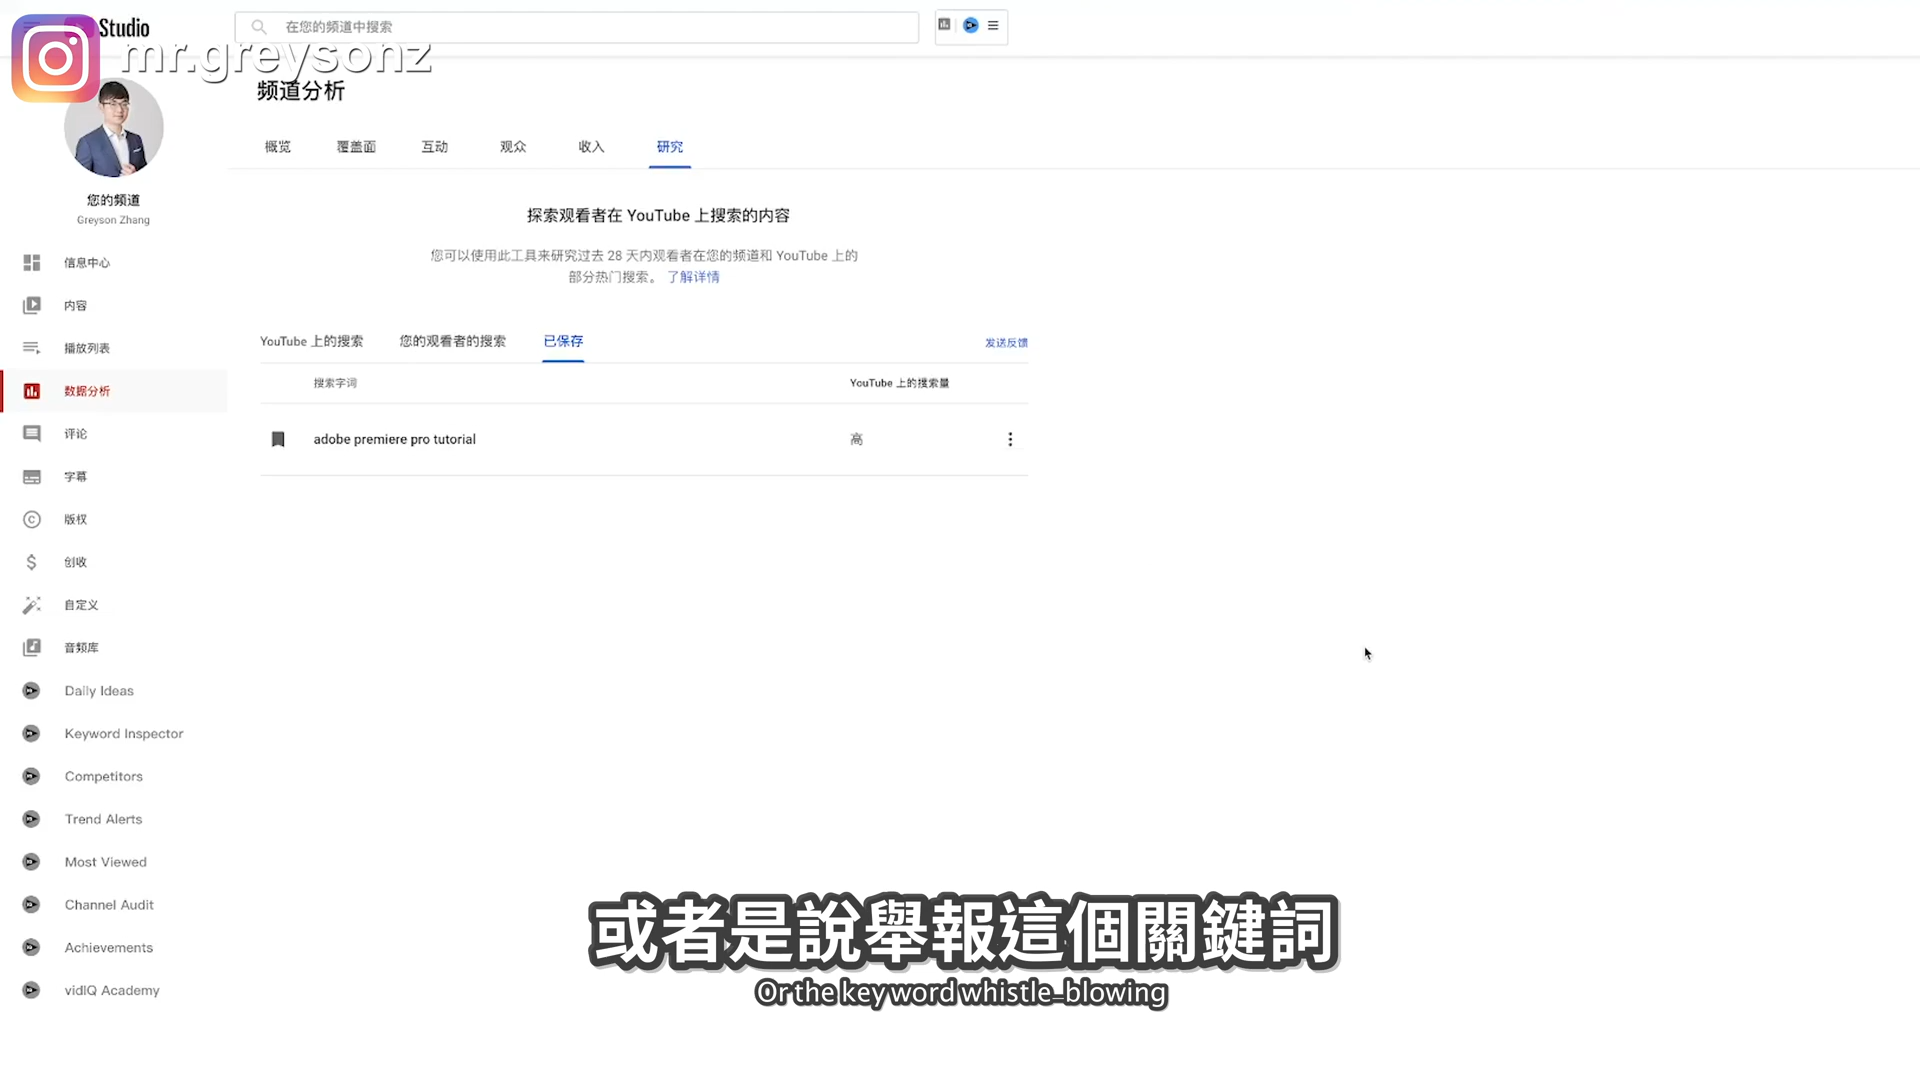 Studio
在您的频道中搜索
mr.greysonz
频道分析
概览 覆盖面 互动 观众 收入 研究
您的频道
Greyson Zhang
探索观看者在 YouTube 上搜索的内容
您可以使用此工具来研究过去 28 天内观看者在您的频道和 YouTube 上的
部分热门搜索。 了解详情
信息中心
内容
播放列表
数据分析
评论
字幕
版权
创收
自定义
音频库
Daily Ideas
Keyword Inspector
Competitors
Trend Alerts
Most Viewed
Channel Audit
Achievements
vidIQ Academy
YouTube 上的搜索 您的观看者的搜索 已保存 发送反馈
搜索字词 YouTube 上的搜索量
adobe premiere pro tutorial 高
或者是說舉報這個關鍵詞
Or the keyword whistle-blowing